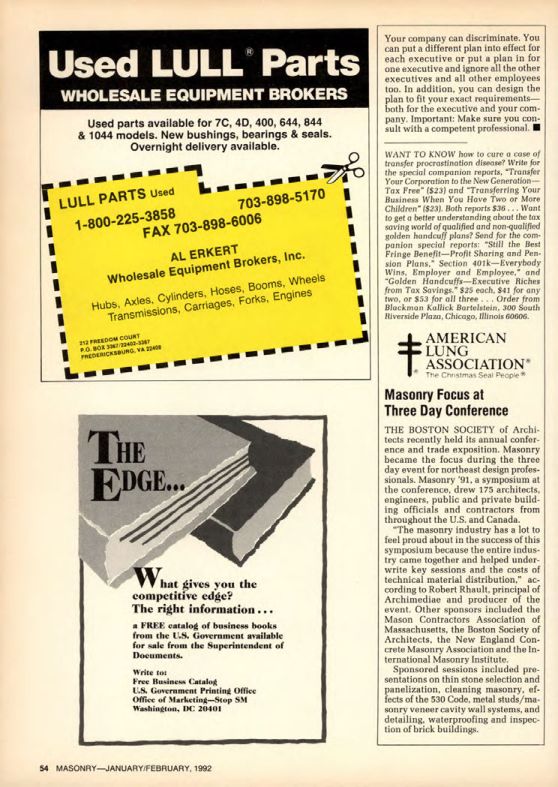 Used LULL® Parts
WHOLESALE EQUIPMENT BROKERS
Used parts available for 7C, 4D, 400, 644, 844
& 1044 models. New bushings, bearings & seals.
Overnight delivery available.
LULL PARTS Used
703-898-5170
1-800-225-3858
FAX 703-898-6006
AL ERKERT
Wholesale Equipment Brokers, Inc.
Hubs, Axles, Cylinders, Hoses, Booms, Wheels
Transmissions, Carriages, Forks, Engines
212 FREEDOM COURT
P.O. BOX 3367/22402-3367
FREDERICKSBURG, VA 22408
THE
EDGE...
What gives you the
competitive edge?
The right information...
a FREE catalog of business books
from the U.S. Government available
for sale from the Superintendent of
Documents.
Write to:
Free Business Catalog
U.S. Government Printing Office
Office of Marketing—Stop SM
Washington, DC 20401
Your company can discriminate. You
can put a different plan into effect for
each executive or put a plan in for
one executive and ignore all the other
executives and all other employees
too. In addition, you can design the
plan to fit your exact requirements—
both for the executive and your com-
pany. Important: Make sure you con-
sult with a competent professional. ■
WANT TO KNOW how to cure a case of
transfer procrastination disease? Write for
the special companion reports, "Transfer
Your Corporation to the New Generation—
Tax Free" ($23) and "Transferring Your
Business When You Have Two or More
Children" ($23). Both reports $36 . . . Want
to get a better understanding about the tax
saving world of qualified and non-qualified
golden handcuff plans? Send for the com-
panion special reports: "Still the Best
Fringe Benefit—Profit Sharing and Pen-
sion Plans," Section 401k—Everybody
Wins, Employer and Employee," and
"Golden Handcuffs—Executive Riches
from Tax Savings." $25 each, $41 for any
two, or $53 for all three . . . Order from
Blackman Kallick Bartelstein, 300 South
Riverside Plaza, Chicago, Illinois 60606.
AMERICAN
LUNG
ASSOCIATION®
The Christmas Seal People®
Masonry Focus at
Three Day Conference
THE BOSTON SOCIETY of Archi-
tects recently held its annual confer-
ence and trade exposition. Masonry
became the focus during the three
day event for northeast design profes-
sionals. Masonry '91, a symposium at
the conference, drew 175 architects,
engineers, public and private build-
ing officials and contractors from
throughout the U.S. and Canada.
"The masonry industry has a lot to
feel proud about in the success of this
symposium because the entire indus-
try came together and helped under-
write key sessions and the costs of
technical material distribution," ac-
cording to Robert Rhault, principal of
Archimediae and producer of the
event. Other sponsors included the
Mason Contractors Association of
Massachusetts, the Boston Society of
Architects, the New England Con-
crete Masonry Association and the In-
ternational Masonry Institute.
Sponsored sessions included pre-
sentations on thin stone selection and
panelization, cleaning masonry, ef-
fects of the 530 Code, metal studs/ma-
sonry veneer cavity wall systems, and
detailing, waterproofing and inspec-
tion of brick buildings.
54 MASONRY—JANUARY/FEBRUARY, 1992